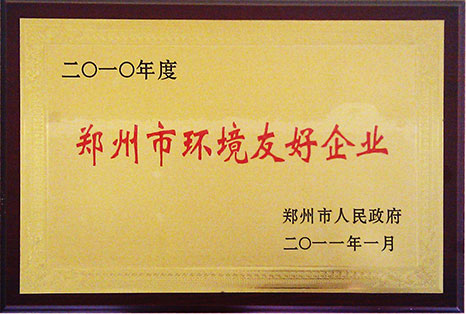 二〇一〇年度
郑州市环境友好企业
郑州市人民政府
二〇一一年一月